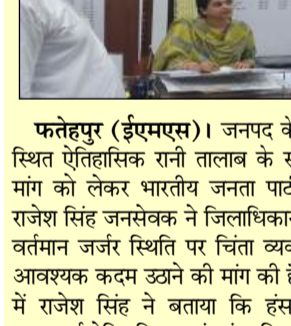 फतेहपुर (ईएमएस)। जनपद के
स्थित ऐतिहासिक रानी तालाब के
मांग को लेकर भारतीय जनता
राजेश सिंह जनसेवक ने
वर्तमान जर्जर स्थिति पर चिंता
आवश्यक कदम उठाने की मांग की
में राजेश सिंह ने बताया कि